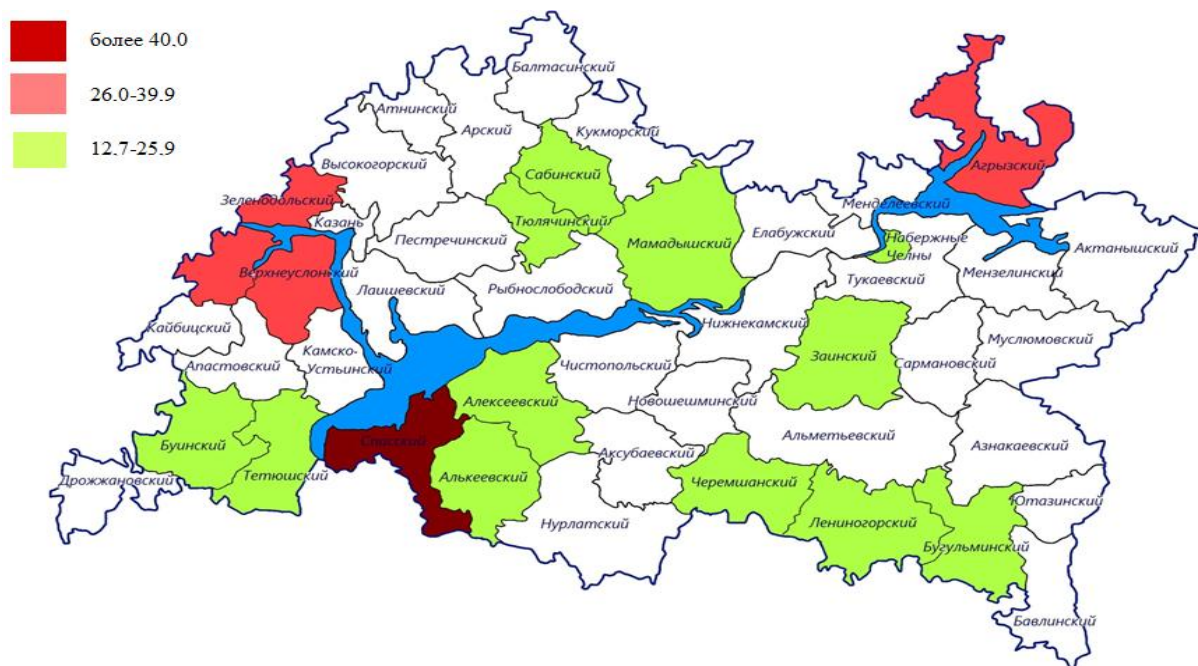 более 40.0
26.0-39.9
12.7-25.9
Балтасинский
Атнинский
Арский
Кукморский
Высокогорский
Сабинский
Агрызский
Зеленодольский
Казань
Тюлячинский
Менделеевский
Пестречинский
Мамадышский
Елабужский
Набержные
Челны
Актанышский
Верхнеуслонский
Лаишевский
Рыбнослободский
Тукаевский
Мензелинский
Кайбицкий
Нижнекамский
Муслюмовский
Апастовский
Камско-
Устьинский
Чистопольский
Заинский
Сармановский
Алексеевский
Новошешминский
Буинский
Спасский
Альметьевский
Азнакаевский
Аксубаевский
Дрожжановский
Тетюшский
Алькеевский
Черемшанский
Ютазинский
Нурлатский
Лениногорский
Бугульминский
Бавлинский